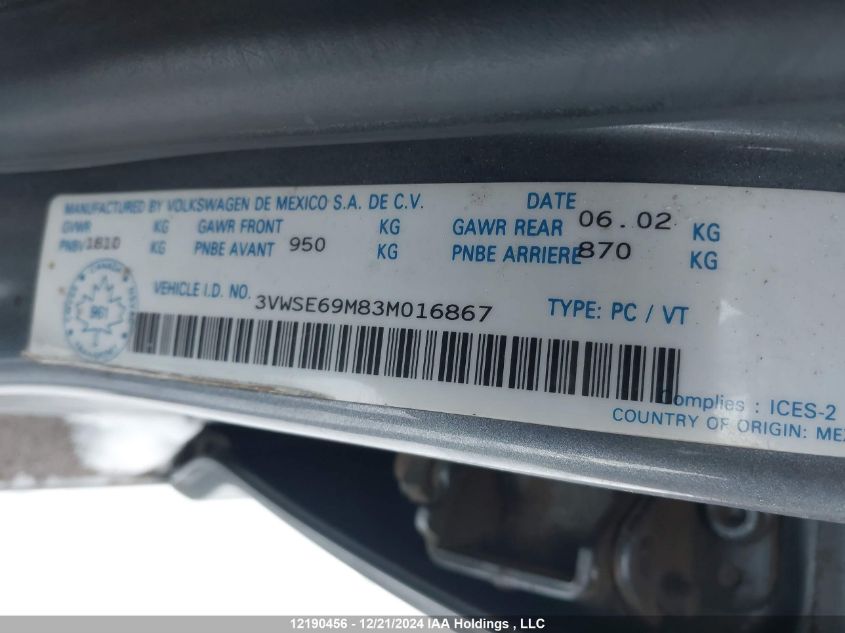 MANUFACTURED BY VOLKSWAGEN DE MEXICO S.A. DE C.V. DATE 06.02
GVWR KG GAWR FRONT KG GAWR REAR KG
PNBV 1810 KG PNBE AVANT 950 KG PNBE ARRIERE 870 KG
CANADA
VEHICLE I.D. NO. 3VWSE69M83M016867 TYPE: PC / VT
Complies : ICES-2
COUNTRY OF ORIGIN: ME
12190456 - 12/21/2024 IAA Holdings , LLC